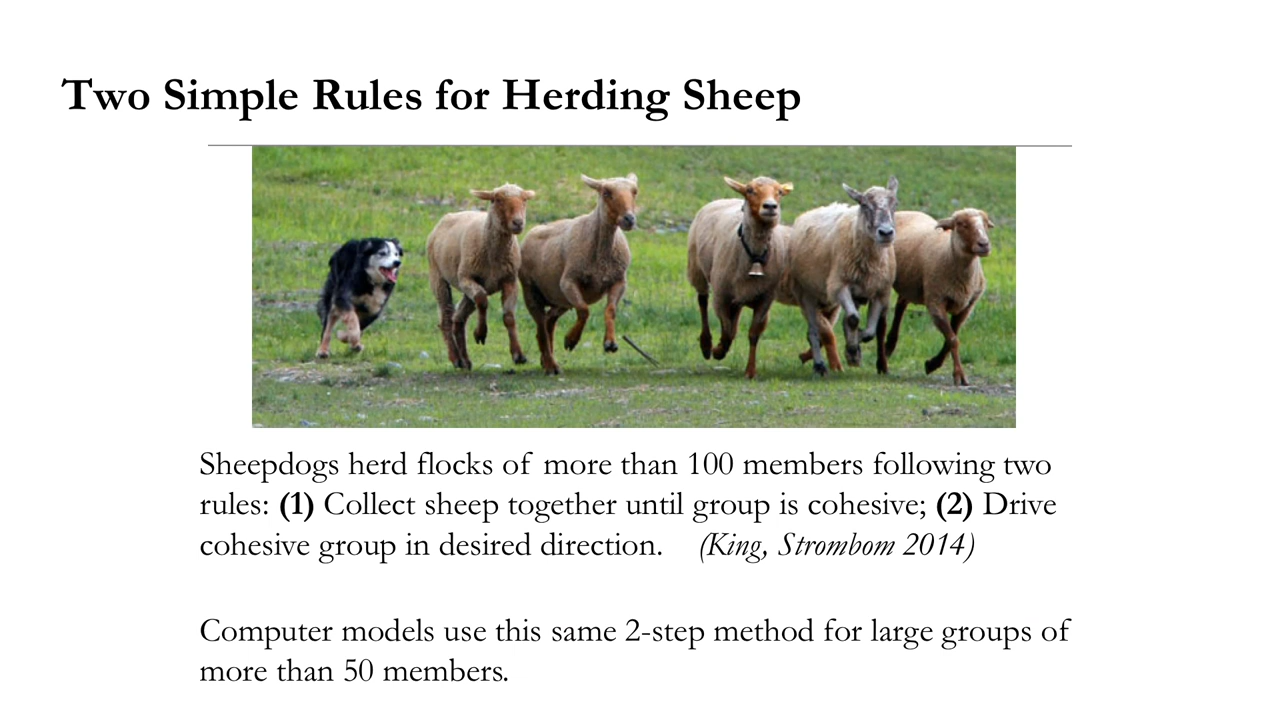 Two Simple Rules for Herding Sheep
Sheepdogs herd flocks of more than 100 members following two
rules: (1) Collect sheep together until group is cohesive; (2) Drive
cohesive group in desired direction. (King, Strombom 2014)
Computer models use this same 2-step method for large groups of
more than 50 members.